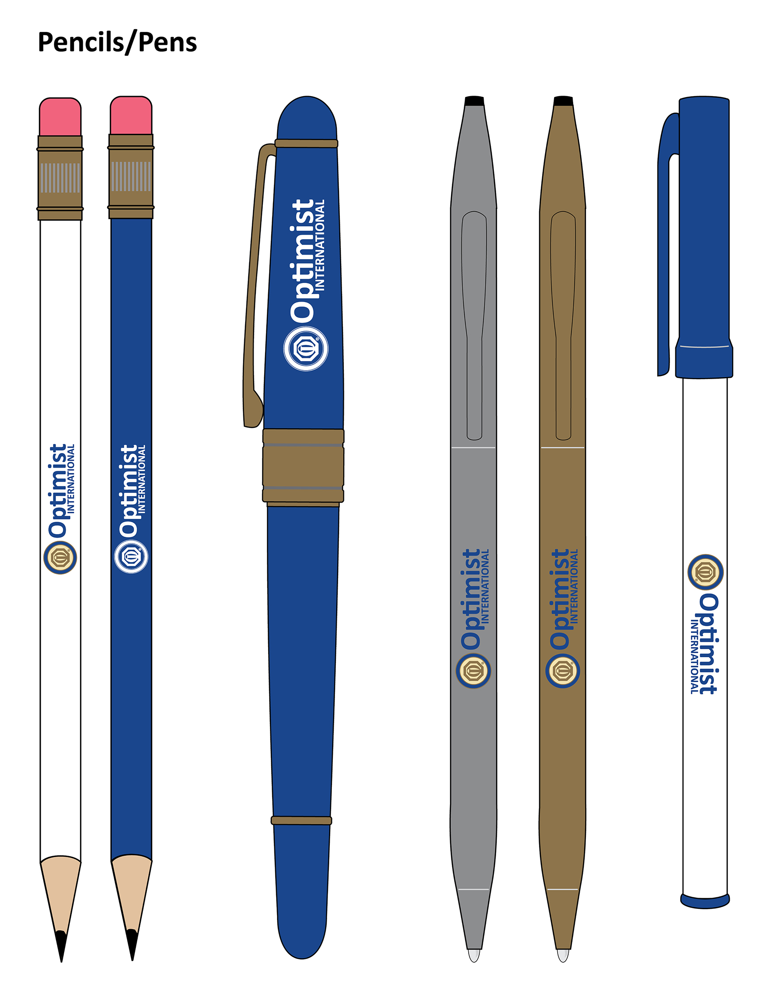 Pencils/Pens
Optimist
INTERNATIONAL
Optimist
INTERNATIONAL
Optimist
INTERNATIONAL
®
Optimist
INTERNATIONAL
Optimist
INTERNATIONAL
Optimist
INTERNATIONAL